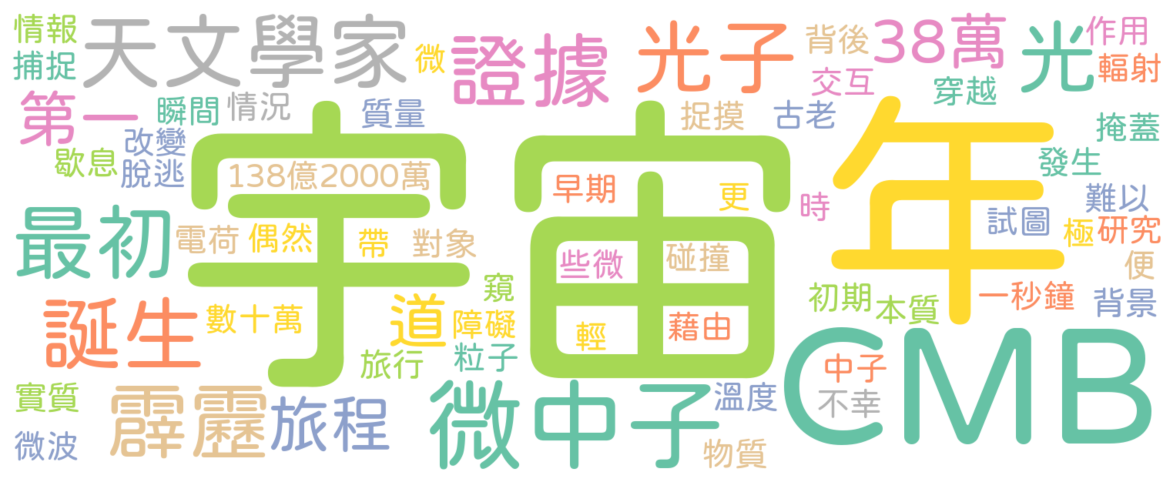 情報
天文學家
微
證據
光子
背後
38萬
光
作用
捕捉
交互
穿越
輻射
第一
瞬間
情況
質量
捉摸
古老
年
掩蓋
改變
歇息
脫逃
宇宙
138億2000萬
早期
更
時
發生
難以
最初
電荷
偶然
帶
對象
些微
碰撞
試圖
極
研究
便
窺
誕生
數十萬
道
障礙
輕
藉由
初期
本質
一秒鐘
背景
旅行
粒子
CMB
中子
實質
霹靂
旅程
微中子
溫度
不幸
微波
物質